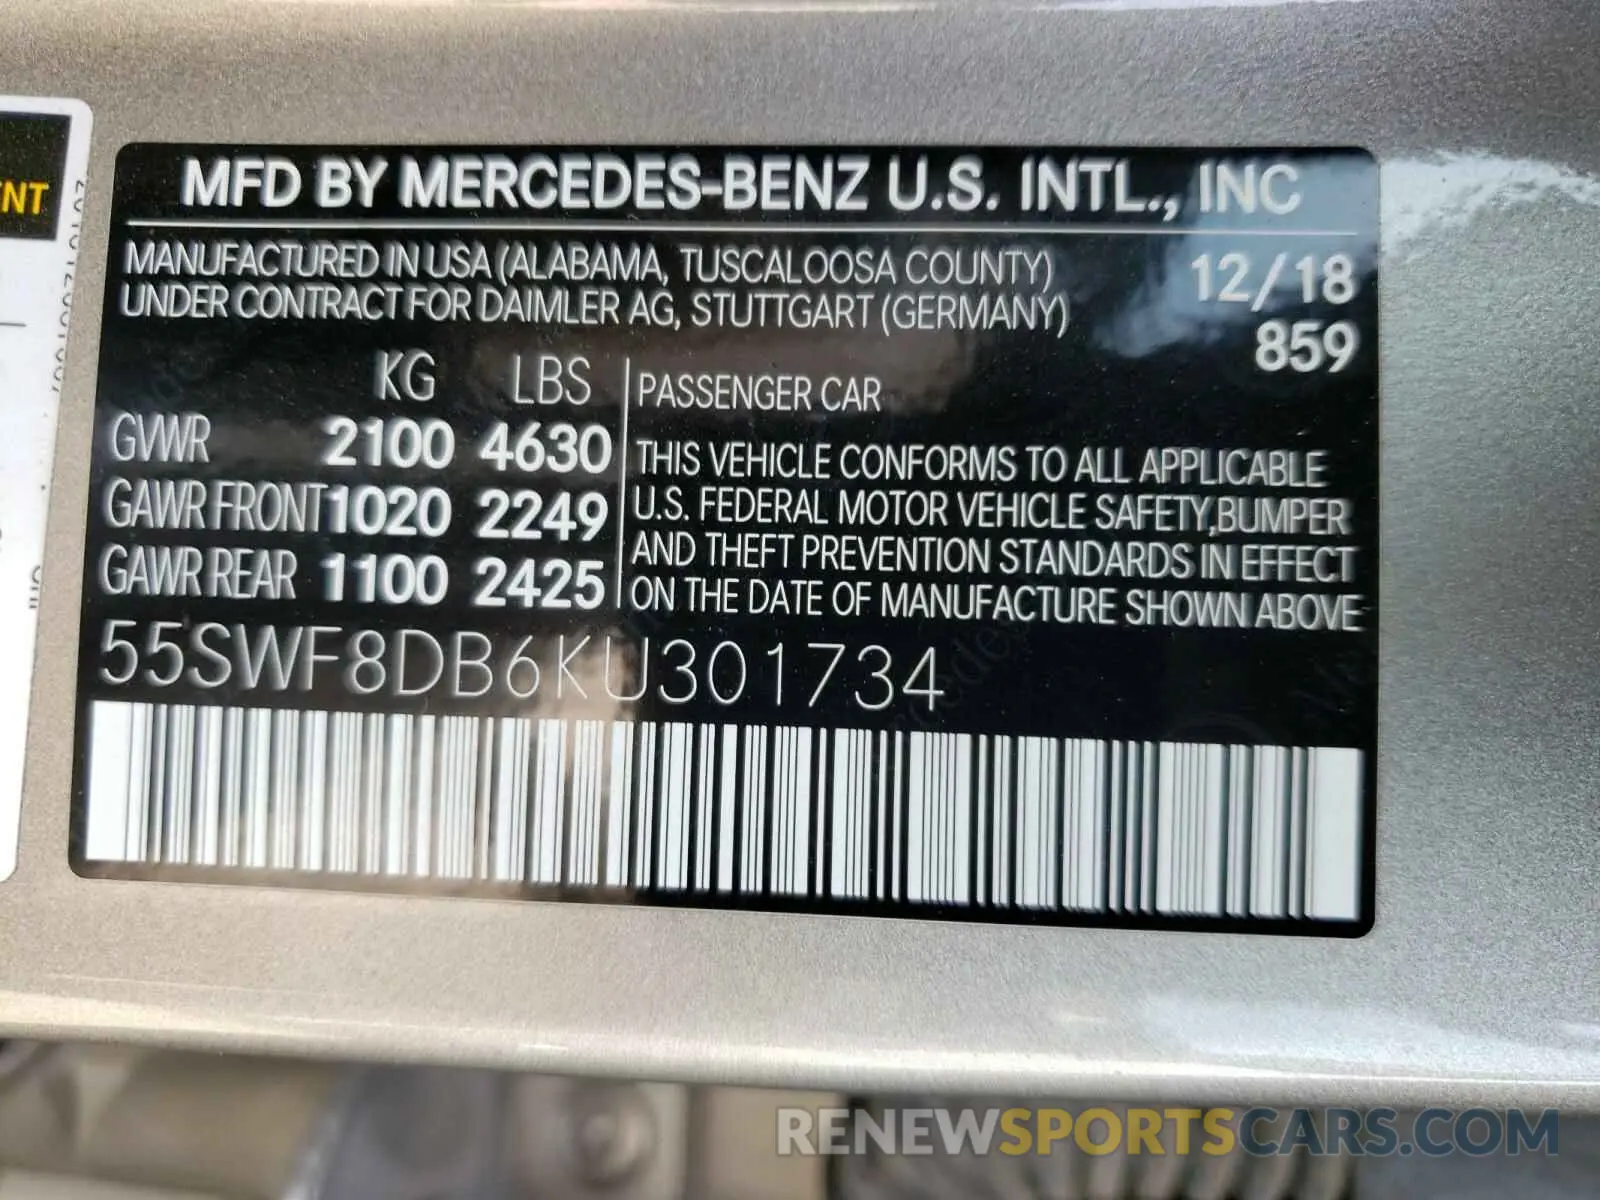 MFD BY MERCEDES-BENZ U.S. INTL., INC
MANUFACTURED IN USA (ALABAMA, TUSCALOOSA COUNTY) 12/18
UNDER CONTRACT FOR DAIMLER AG, STUTTGART (GERMANY)
859
KG LBS
GVWR 2100 4630
GAWR FRONT 1020 2249
GAWR REAR 1100 2425
PASSENGER CAR
THIS VEHICLE CONFORMS TO ALL APPLICABLE
U.S. FEDERAL MOTOR VEHICLE SAFETY,BUMPER
AND THEFT PREVENTION STANDARDS IN EFFECT
ON THE DATE OF MANUFACTURE SHOWN ABOVE
55SWF8DB6KU301734
ENT
RENEWSPORTSCARS.COM